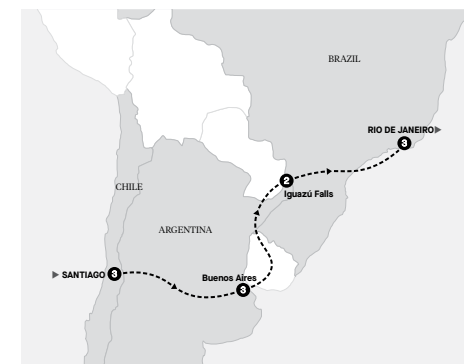 BRAZIL
RIO DE JANEIRO
3
2
Iguazú Falls
CHILE
ARGENTINA
SANTIAGO 3
Buenos Aires
3